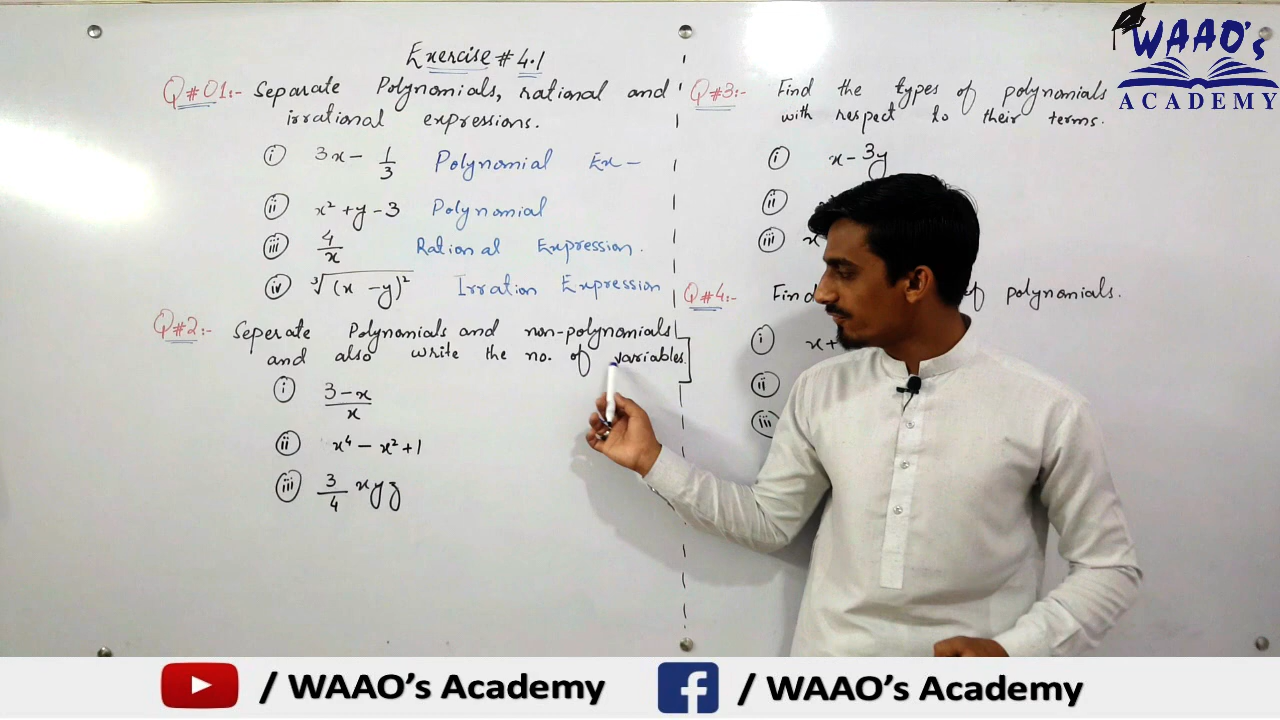 Exercise # 4.1
Q#01:- Separate Polynomials, rational and
irrational expressions.
i 3x - 1/3 Polynomial Ex -
ii x² + y - 3 Polynomial
iii 4/x Rational Expression.
iv ∛(x - y)² Irration Expression
Q#2:- Seperate Polynomials and non-polynomials
and also write the no. of variables.
i 3-x/x
ii x⁴ - x² + 1
iii 3/4 xyz
Q#3:- Find the types of polynomials
with respect to their terms.
i x - 3y
ii
iii x
Q#4:- Find of polynomials.
i x +
ii
iii
WAAO's
ACADEMY
/ WAAO's Academy
/ WAAO's Academy